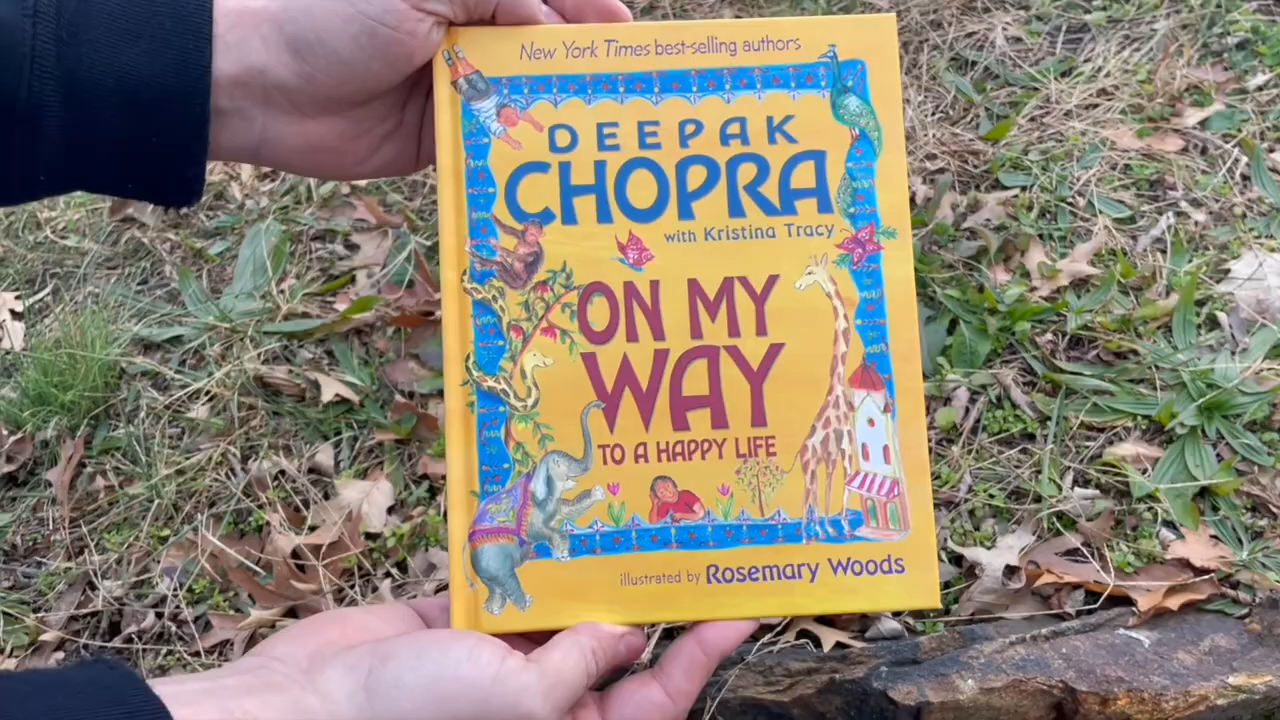 New York Times best-selling authors
DEEPAK
CHOPRA
with Kristina Tracy
ON MY
WAY
TO A HAPPY LIFE
illustrated by Rosemary Woods